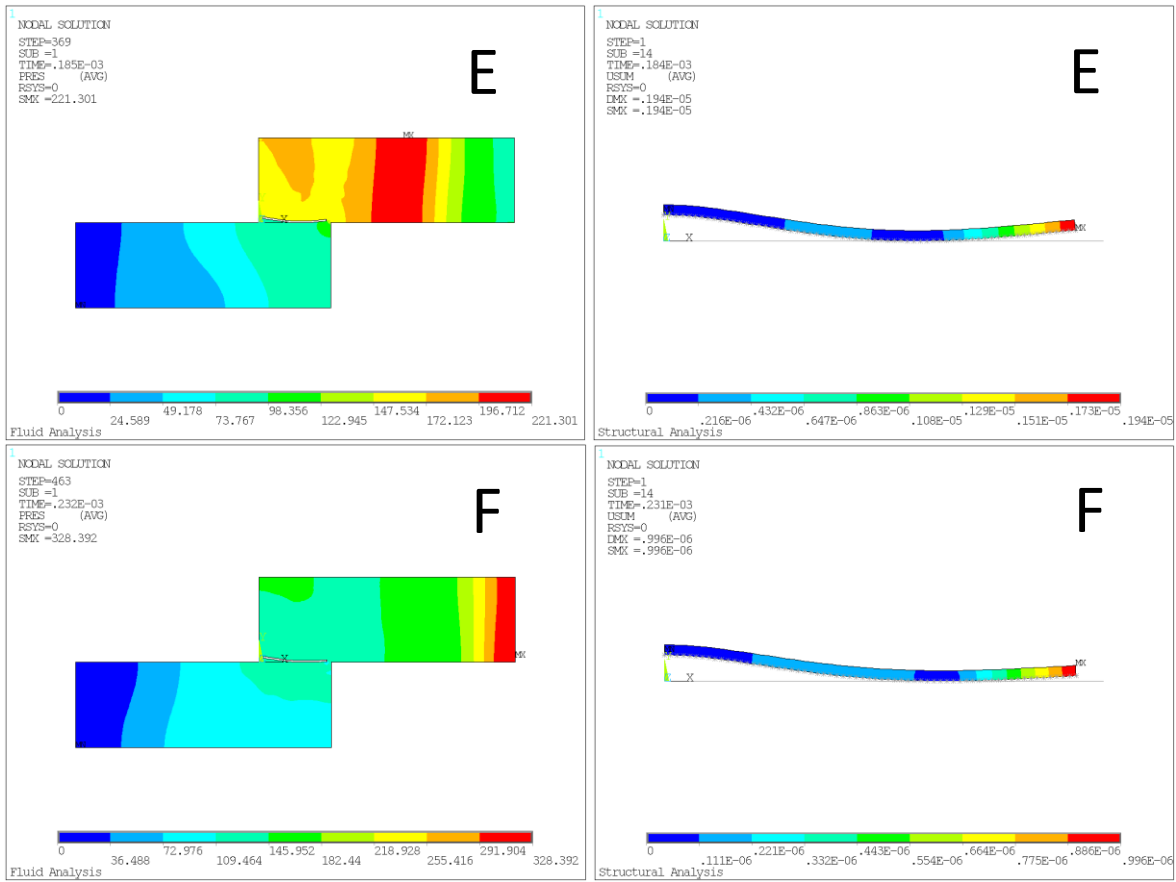 1
NODAL SOLUTION
STEP=369
SUB =1
TIME=.185E-03
PRES (AVG)
RSYS=0
SMX =221.301
E
MX
X
0 24.589 49.178 73.767 98.356 122.945 147.534 172.123 196.712 221.301
Fluid Analysis
1
NODAL SOLUTION
STEP=1
SUB =14
TIME=.184E-03
USUM (AVG)
RSYS=0
DMX =.194E-05
SMX =.194E-05
E
MX
X
0 .216E-06 .432E-06 .647E-06 .863E-06 .108E-05 .129E-05 .151E-05 .173E-05 .194E-05
Structural Analysis
1
NODAL SOLUTION
STEP=463
SUB =1
TIME=.232E-03
PRES (AVG)
RSYS=0
SMX =328.392
F
X
MX
0 36.488 72.976 109.464 145.952 182.44 218.928 255.416 291.904 328.392
Fluid Analysis
1
NODAL SOLUTION
STEP=1
SUB =14
TIME=.231E-03
USUM (AVG)
RSYS=0
DMX =.996E-06
SMX =.996E-06
F
MX
X
0 .111E-06 .221E-06 .332E-06 .443E-06 .554E-06 .664E-06 .775E-06 .886E-06 .996E-06
Structural Analysis